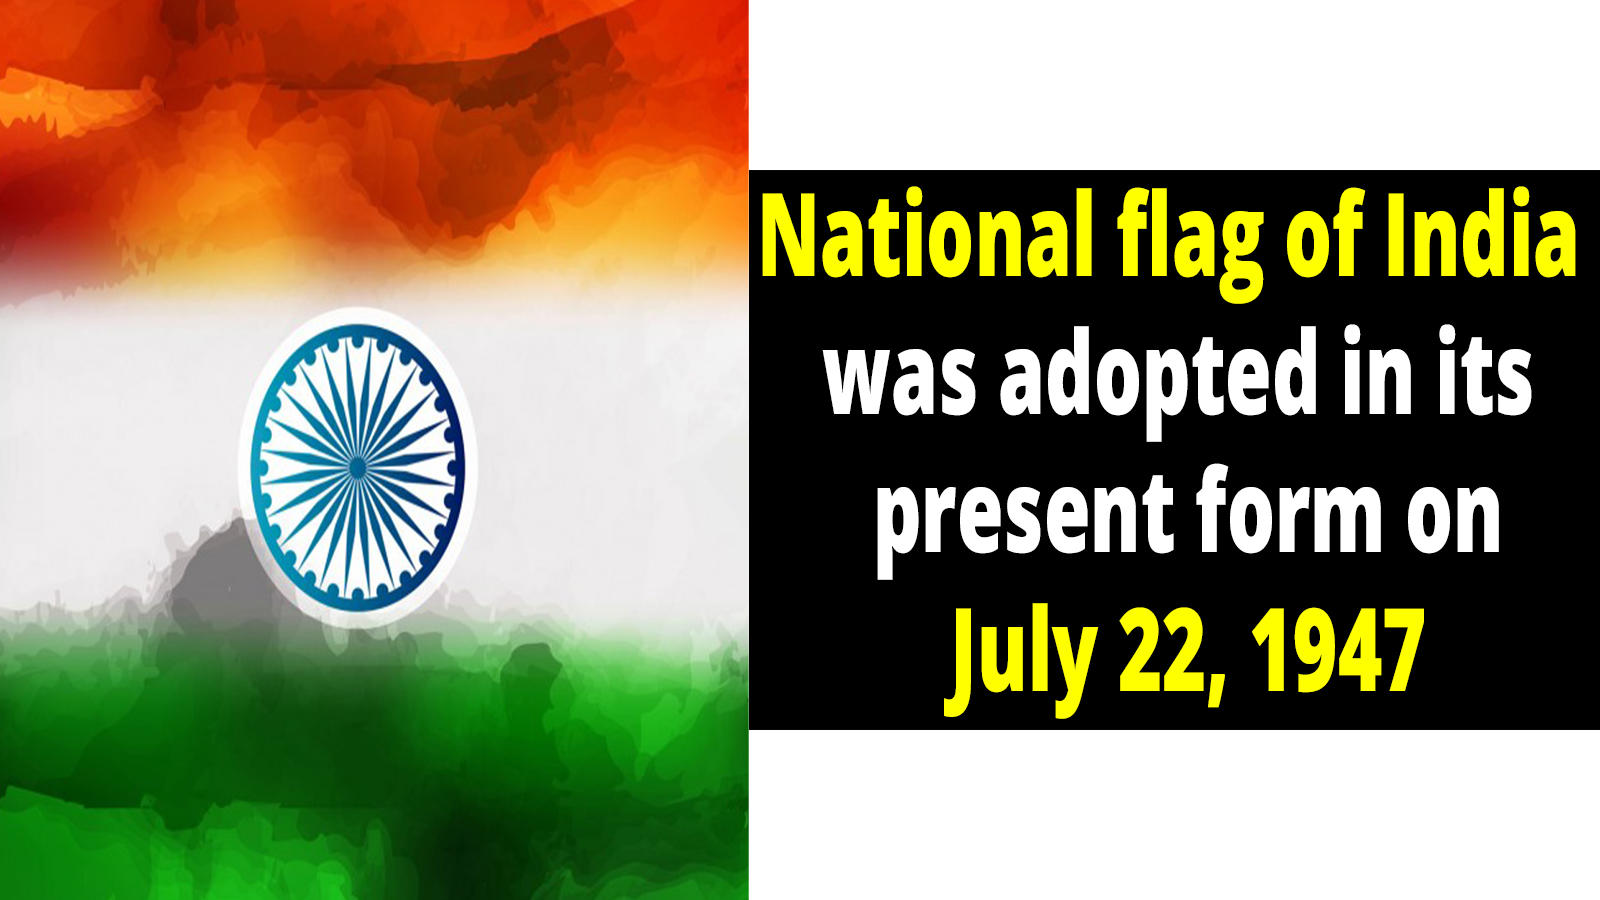 National flag of India
was adopted in its
present form on
July 22, 1947